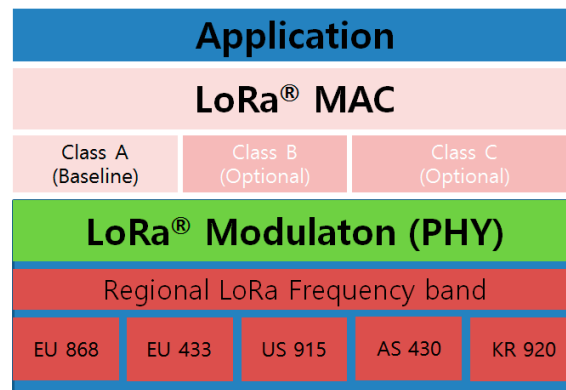 Application
LoRa® MAC
Class A
(Baseline)
Class B
(Optional)
Class C
(Optional)
LoRa® Modulaton (PHY)
Regional LoRa Frequency band
EU 868
EU 433
US 915
AS 430
KR 920